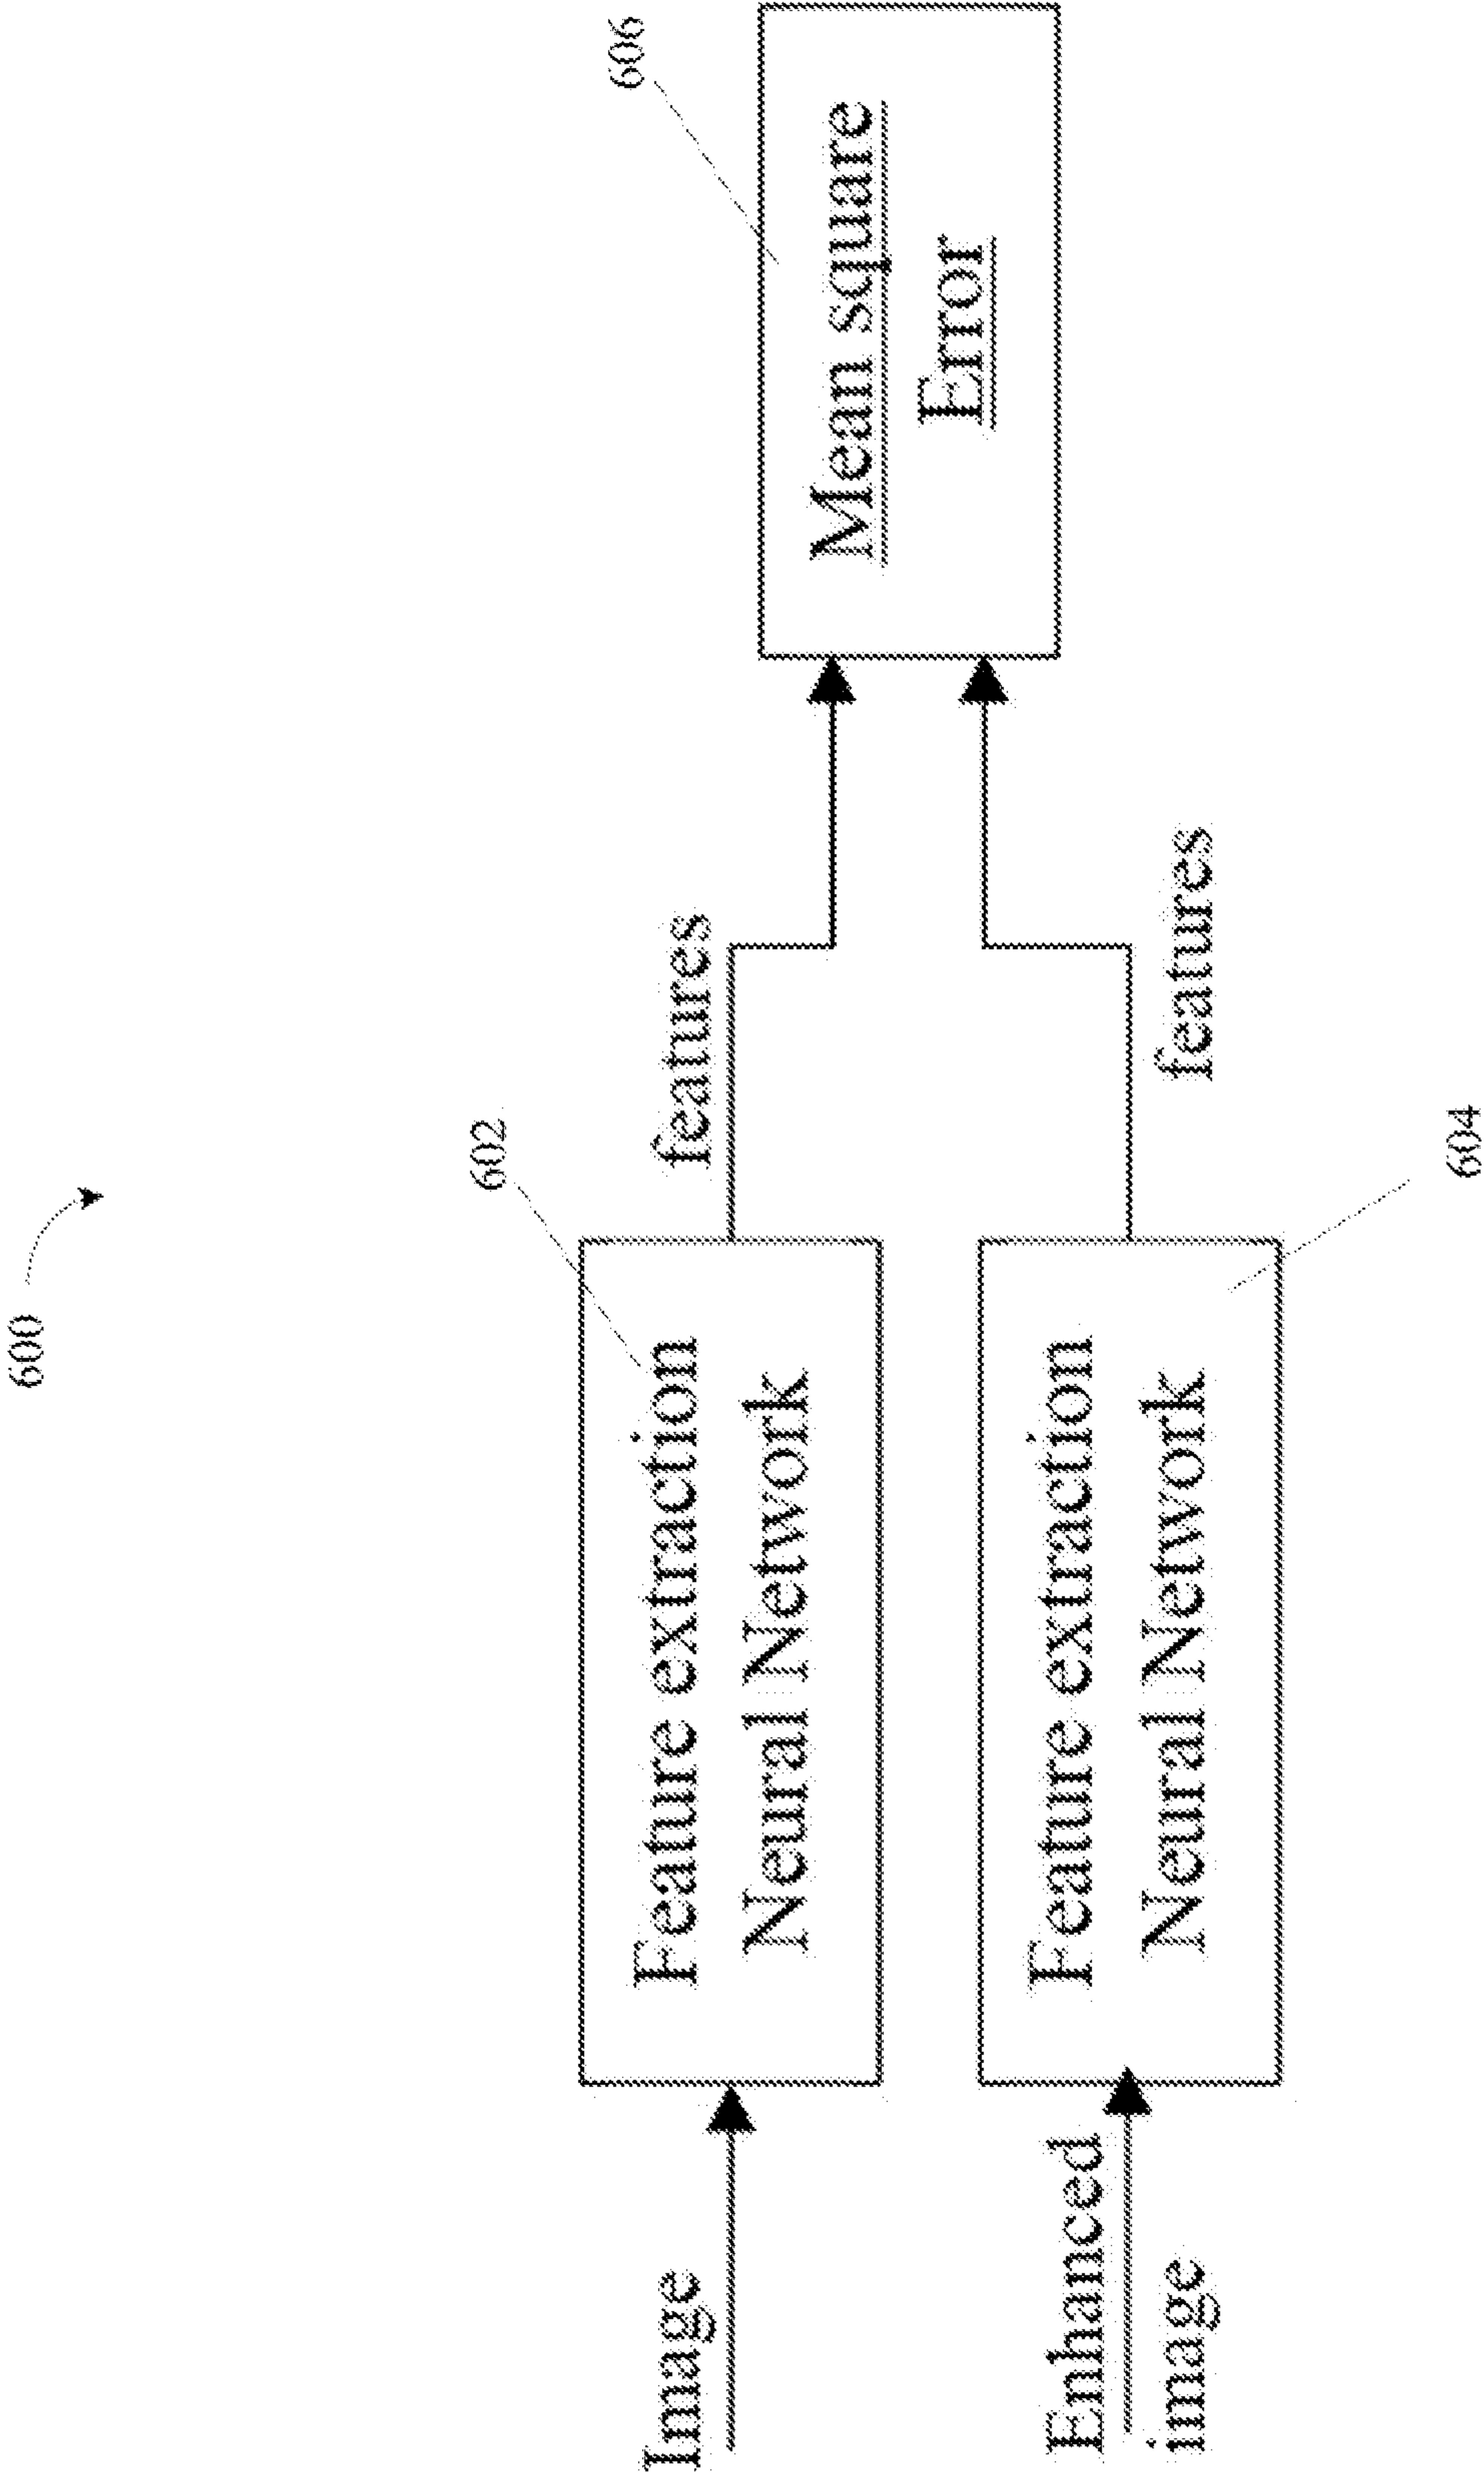 600
602
606
Image
Feature extraction
Neural Network
features
Mean square
Error
Enhanced
image
Feature extraction
Neural Network
features
604